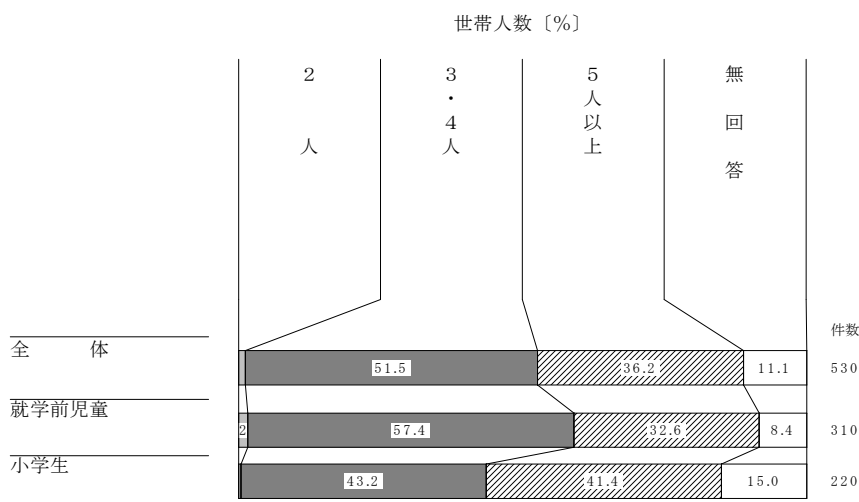 世帯人数〔%〕
2人
3・4人
5人以上
無回答
件数
全体
51.5 36.2 11.1 530
就学前児童
2 57.4 32.6 8.4 310
小学生
43.2 41.4 15.0 220